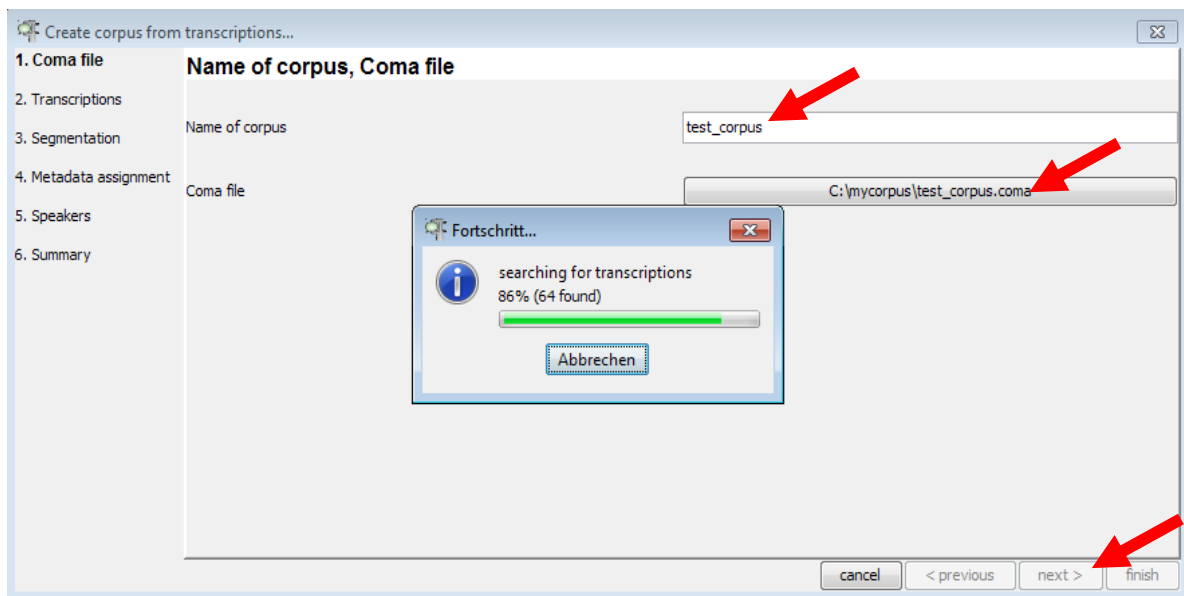 Create corpus from transcriptions...
1. Coma file
Name of corpus, Coma file
2. Transcriptions
Name of corpus
test_corpus
3. Segmentation
4. Metadata assignment
Coma file
C:\mycorpus\test_corpus.coma
5. Speakers
6. Summary
Fortschritt...
searching for transcriptions
86% (64 found)
Abbrechen
cancel
< previous
next >
finish